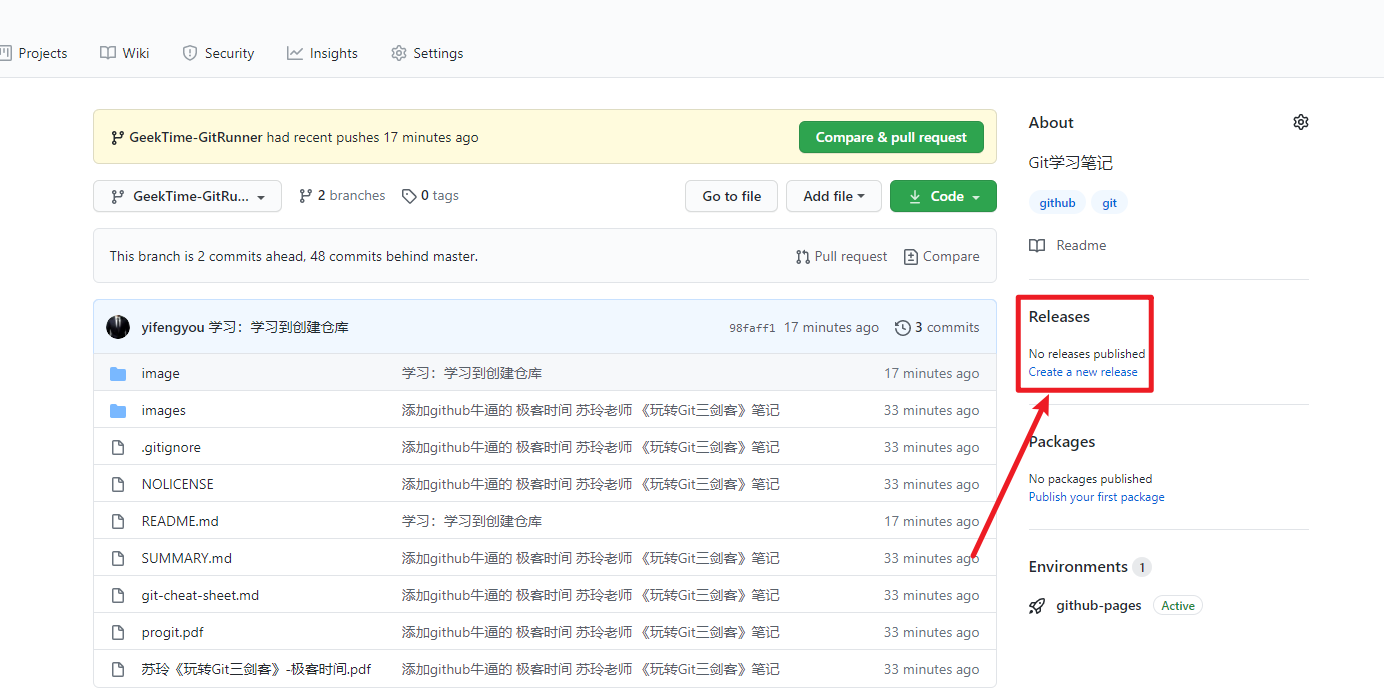 Projects Wiki Security Insights Settings
GeekTime-GitRunner had recent pushes 17 minutes ago Compare & pull request
GeekTime-GitRu... 2 branches 0 tags Go to file Add file Code
This branch is 2 commits ahead, 48 commits behind master. Pull request Compare
yifengyou 学习：学习到创建仓库 98faff1 17 minutes ago 3 commits
image 学习：学习到创建仓库 17 minutes ago
images 添加github牛逼的 极客时间 苏玲老师 《玩转Git三剑客》笔记 33 minutes ago
.gitignore 添加github牛逼的 极客时间 苏玲老师 《玩转Git三剑客》笔记 33 minutes ago
NOLICENSE 添加github牛逼的 极客时间 苏玲老师 《玩转Git三剑客》笔记 33 minutes ago
README.md 学习：学习到创建仓库 17 minutes ago
SUMMARY.md 添加github牛逼的 极客时间 苏玲老师 《玩转Git三剑客》笔记 33 minutes ago
git-cheat-sheet.md 添加github牛逼的 极客时间 苏玲老师 《玩转Git三剑客》笔记 33 minutes ago
progit.pdf 添加github牛逼的 极客时间 苏玲老师 《玩转Git三剑客》笔记 33 minutes ago
苏玲《玩转Git三剑客》-极客时间.pdf 添加github牛逼的 极客时间 苏玲老师 《玩转Git三剑客》笔记 33 minutes ago
About
Git学习笔记
github git
Readme
Releases
No releases published
Create a new release
Packages
No packages published
Publish your first package
Environments 1
github-pages Active